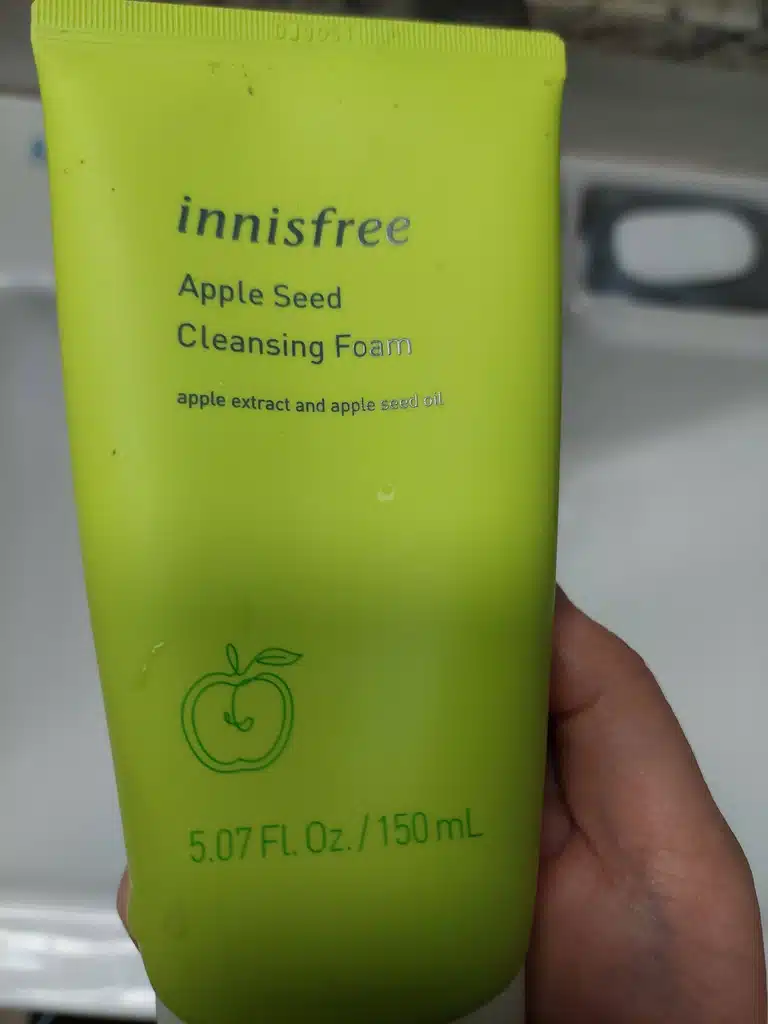 innisfree
Apple Seed
Cleansing Foam
apple extract and apple seed oil
5.07 Fl. Oz. / 150 mL